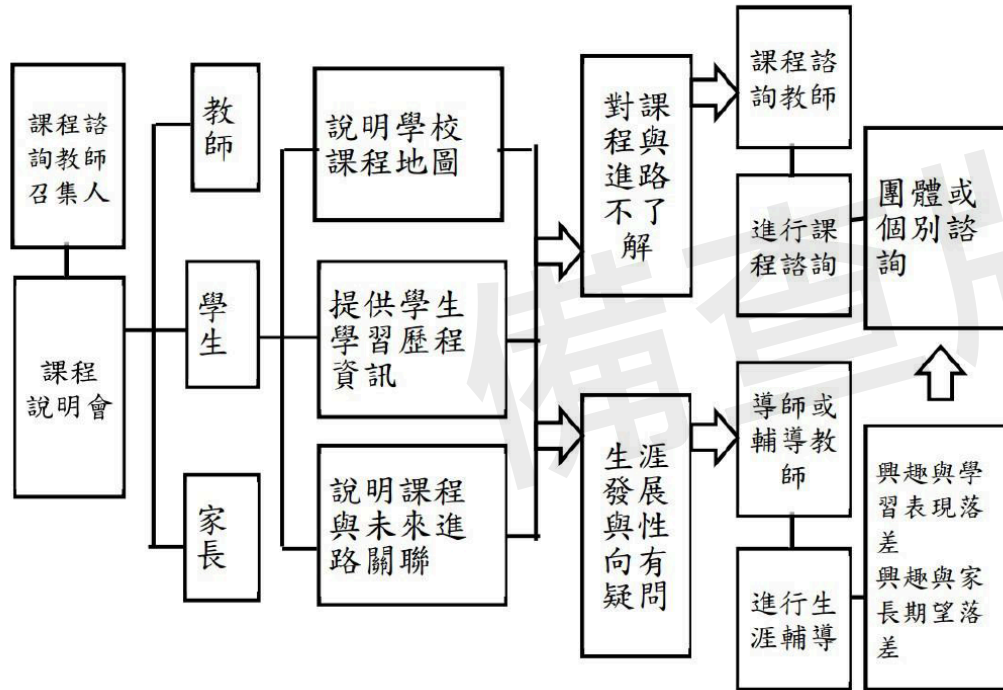 課程諮
詢教師
召集人
課程
說明會
教
師
學
生
家
長
說明學校
課程地圖
提供學生
學習歷程
資訊
說明課程
與未來進
路關聯
對課
程與
進路
不了
解
生涯
發展
與性
向有
疑問
課程諮
詢教師
進行課
程諮詢
團體或
個別諮
詢
導師或
輔導教
師
進行生
涯輔導
興趣與學
習表現落
差
興趣與家
長期望落
差
備查